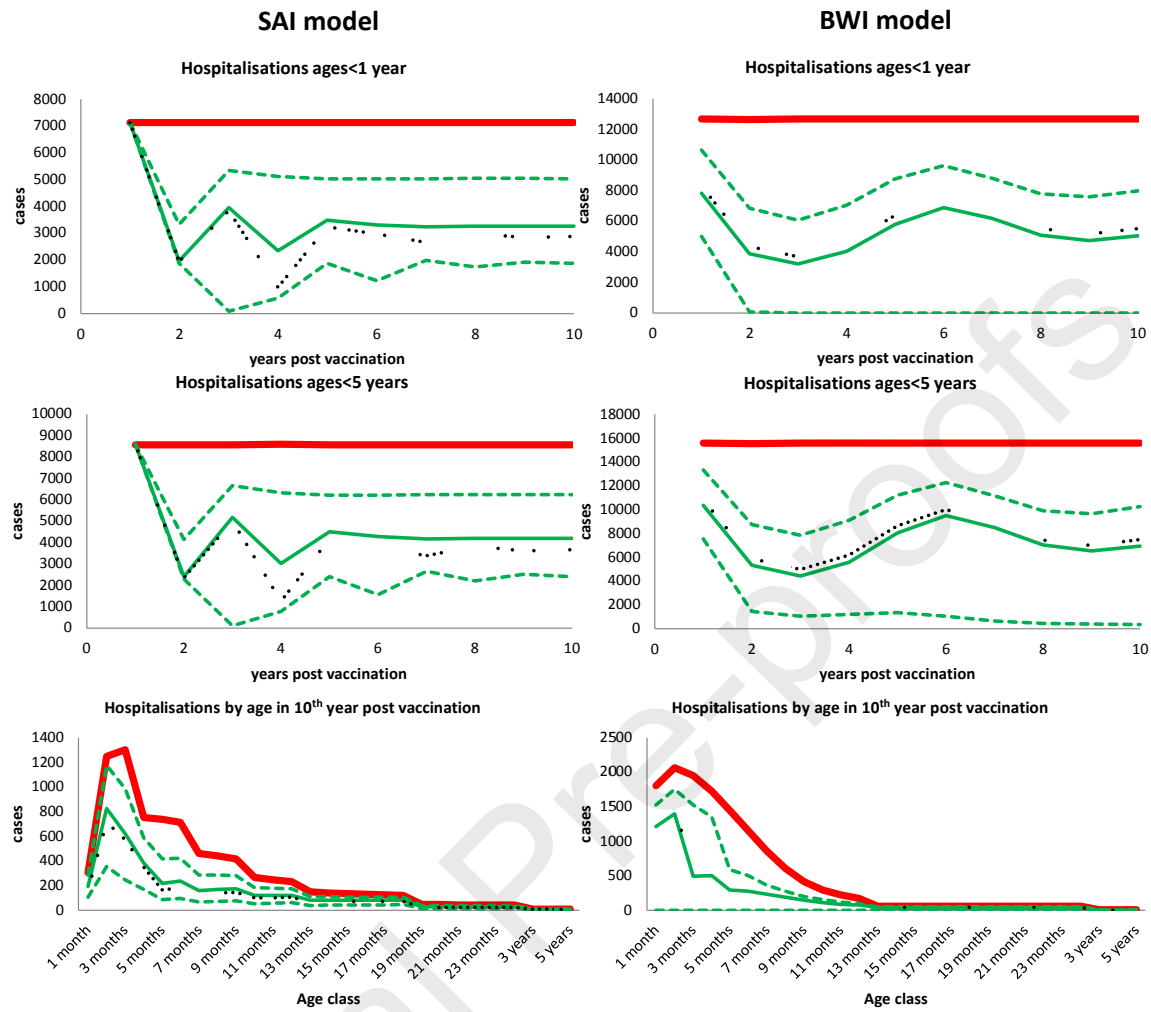 SAI model
BWI model
Hospitalisations ages<1 year
8000
7000
6000
5000
4000
3000
2000
1000
0
cases
0 2 4 6 8 10
years post vaccination
Hospitalisations ages<1 year
14000
12000
10000
8000
6000
4000
2000
0
cases
0 2 4 6 8 10
years post vaccination
Hospitalisations ages<5 years
10000
9000
8000
7000
6000
5000
4000
3000
2000
1000
0
cases
0 2 4 6 8 10
years post vaccination
Hospitalisations ages<5 years
18000
16000
14000
12000
10000
8000
6000
4000
2000
0
cases
0 2 4 6 8 10
years post vaccination
Hospitalisations by age in 10th year post vaccination
1400
1200
1000
800
600
400
200
0
cases
1 month
3 months
5 months
7 months
9 months
11 months
13 months
15 months
17 months
19 months
21 months
23 months
3 years
5 years
Age class
Hospitalisations by age in 10th year post vaccination
2500
2000
1500
1000
500
0
cases
1 month
3 months
5 months
7 months
9 months
11 months
13 months
15 months
17 months
19 months
21 months
23 months
3 years
5 years
Age class
Pre-proofs